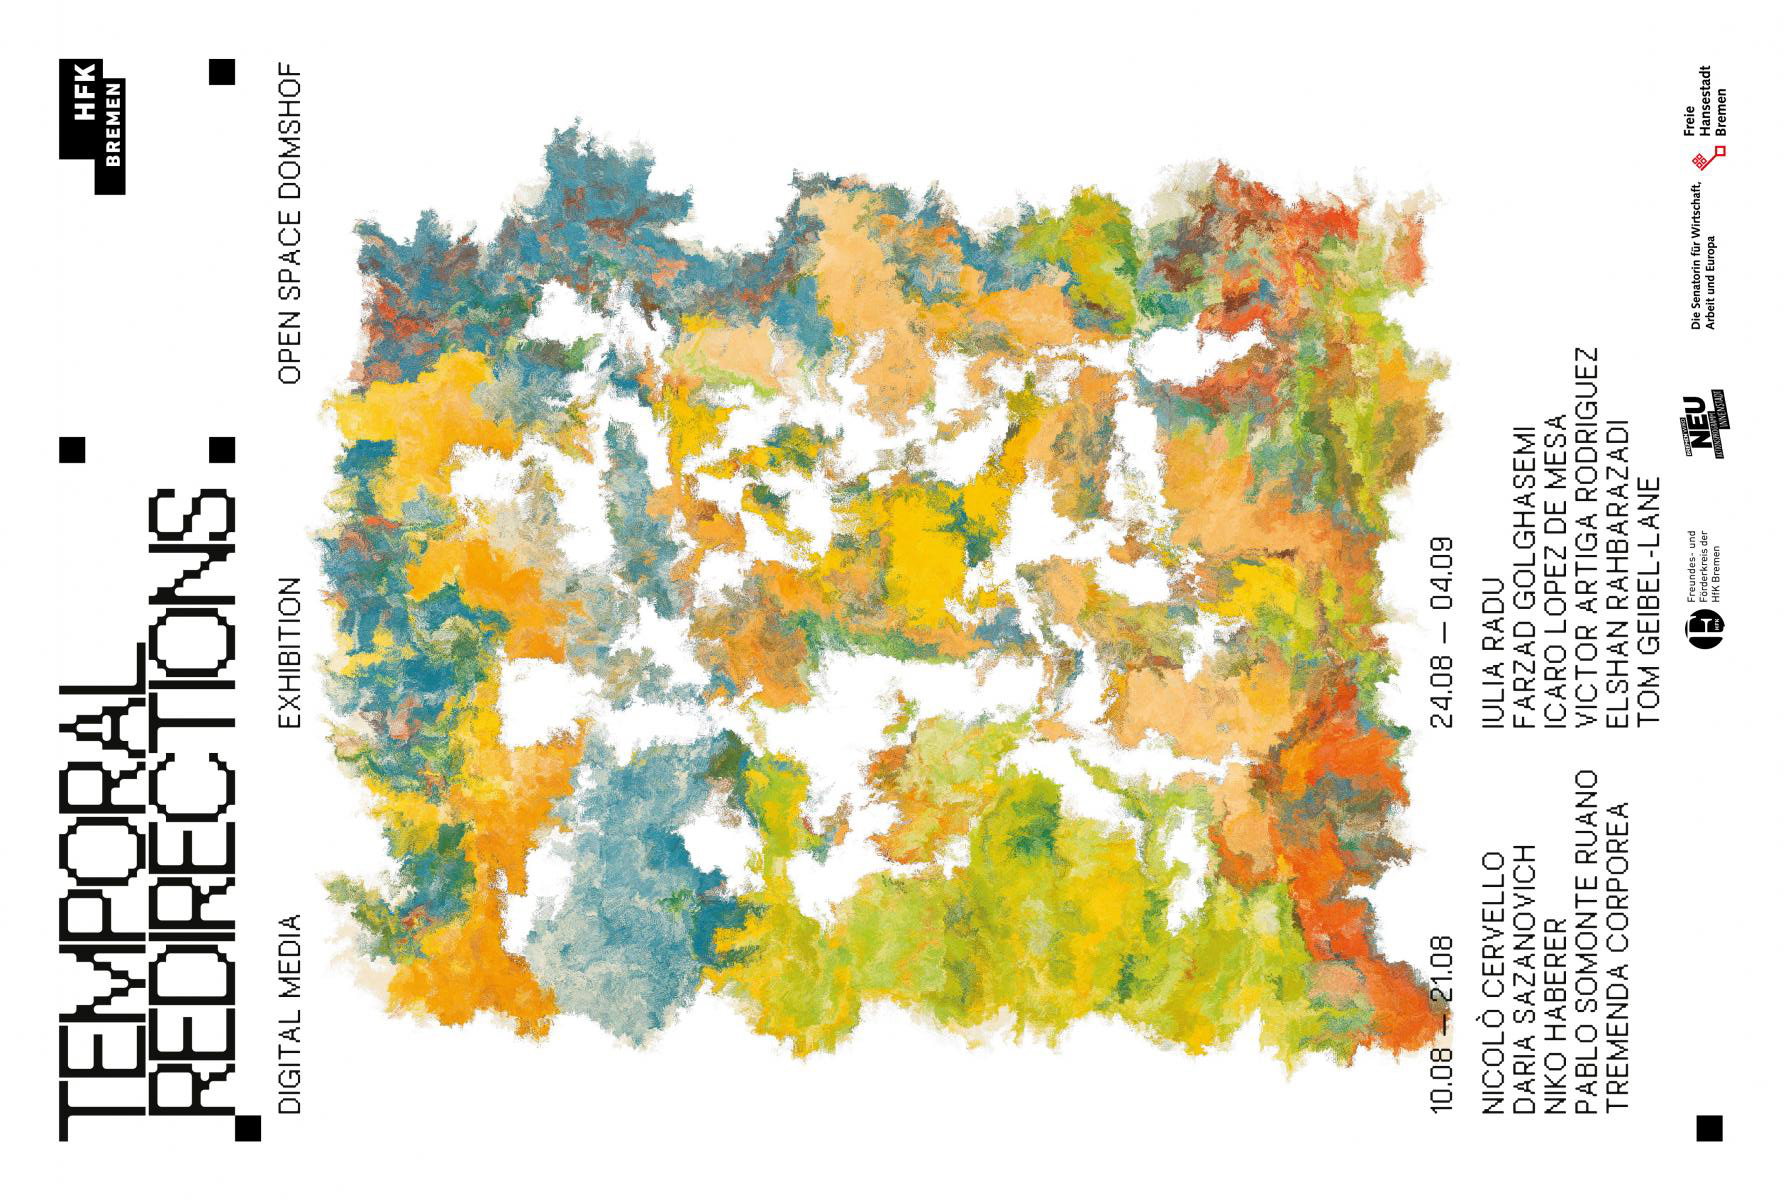 TEMPORAL
REDIRECTIONS
HFK
BREMEN
DIGITAL MEDIA
EXHIBITION
OPEN SPACE DOMSHOF
10.08 — 21.08
NICOLÒ CERVELLO
DARIA SAZANOVICH
NIKO HABERER
PABLO SOMONTE RUANO
TREMENDA CORPOREA
24.08 — 04.09
IULIA RADU
FARZAD GOLGHASEMI
ICARO LOPEZ DE MESA
VICTOR ARTIGA RODRIGUEZ
ELSHAN RAHBARAZADI
TOM GEIBEL-LANE
HFK
Freundes- und
Förderkreis der
HfK Bremen
NEU
Die Senatorin für Wirtschaft,
Arbeit und Europa
Freie
Hansestadt
Bremen